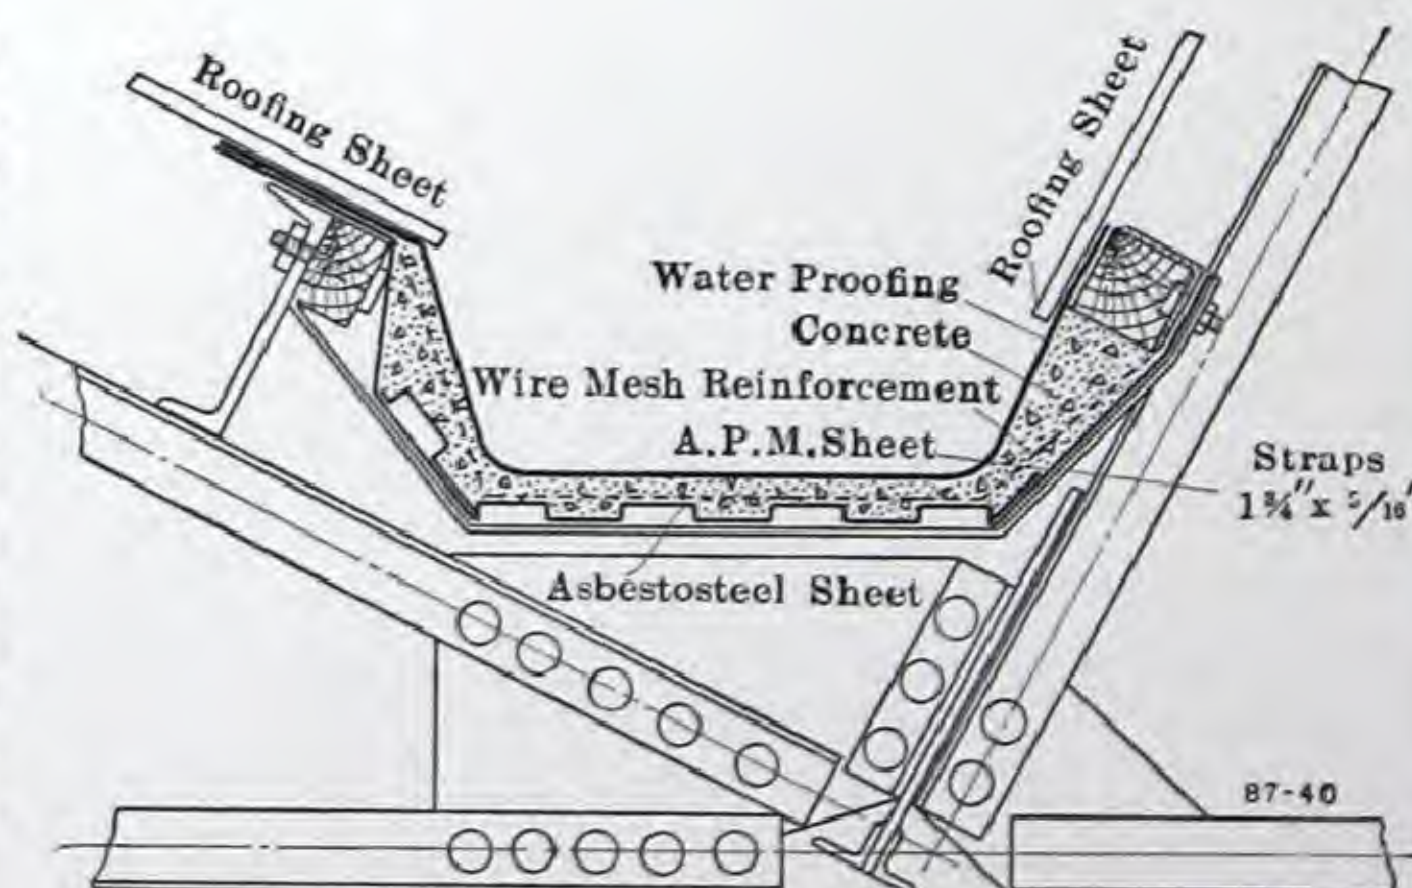 Roofing Sheet
Roofing Sheet
Water Proofing
Concrete
Wire Mesh Reinforcement
A.P.M. Sheet
Straps
1¾" x 5/16"
Asbestosteel Sheet
87-40